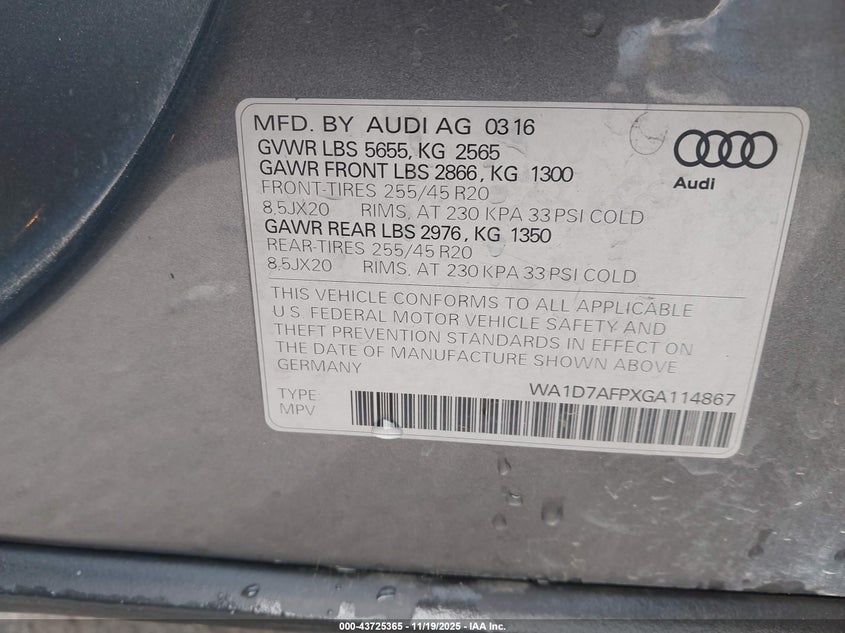 MFD. BY AUDI AG 03 16
GVWR LBS 5655, KG 2565
GAWR FRONT LBS 2866, KG 1300
FRONT-TIRES 255/45 R20
8,5JX20 RIMS, AT 230 KPA 33 PSI COLD
GAWR REAR LBS 2976, KG 1350
REAR-TIRES 255/45 R20
8,5JX20 RIMS, AT 230 KPA 33 PSI COLD
Audi
THIS VEHICLE CONFORMS TO ALL APPLICABLE
U.S. FEDERAL MOTOR VEHICLE SAFETY AND
THEFT PREVENTION STANDARDS IN EFFECT ON
THE DATE OF MANUFACTURE SHOWN ABOVE
GERMANY
WA1D7AFPXGA114867
TYPE:
MPV
000-43725365 - 11/19/2025 - IAA, Inc.